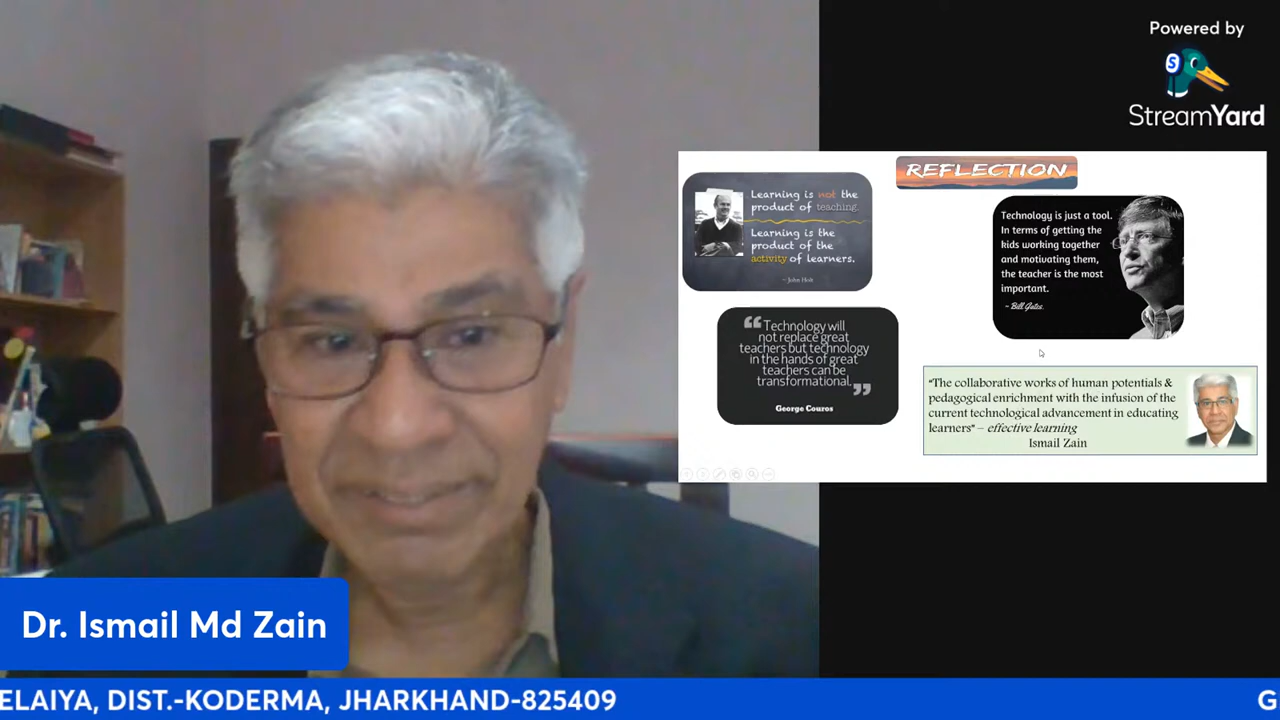 Powered by
StreamYard
REFLECTION
Learning is not the
product of teaching.
Learning is the
product of the
activity of learners.
~ John Holt
Technology is just a tool.
In terms of getting the
kids working together
and motivating them,
the teacher is the most
important.
~ Bill Gates.
“Technology will
not replace great
teachers but technology
in the hands of great
teachers can be
transformational.”
George Couros
“The collaborative works of human potentials &
pedagogical enrichment with the infusion of the
current technological advancement in educating
learners” – effective learning
Ismail Zain
Dr. Ismail Md Zain
ELAIYA, DIST.-KODERMA, JHARKHAND-825409
G